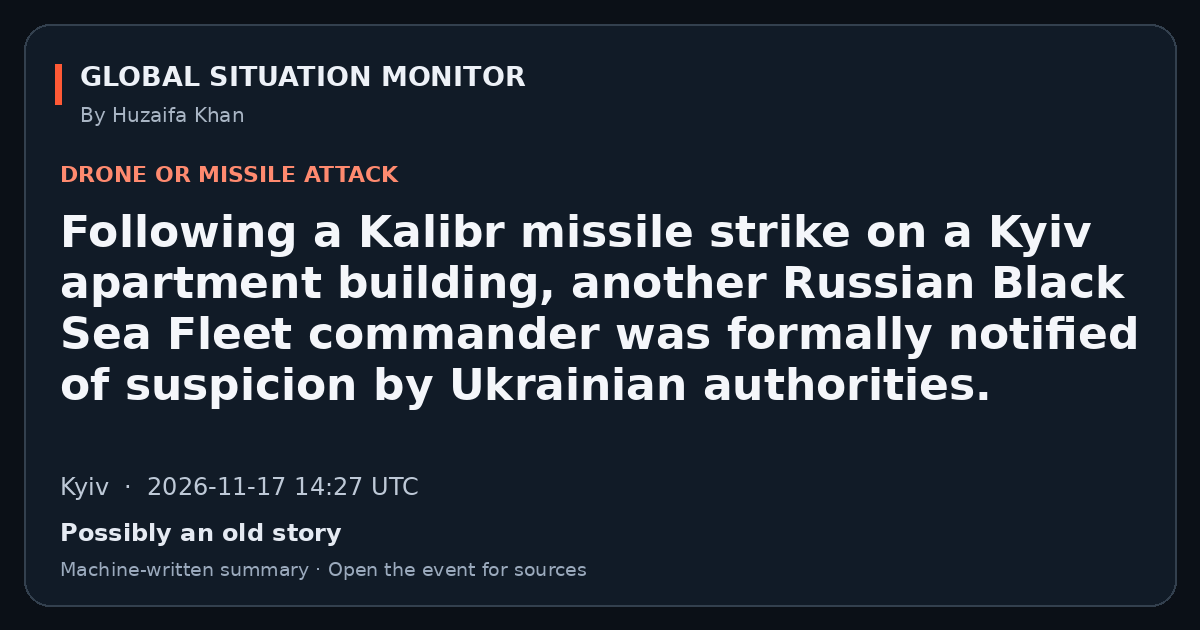 GLOBAL SITUATION MONITOR
By Huzaifa Khan
DRONE OR MISSILE ATTACK
Following a Kalibr missile strike on a Kyiv
apartment building, another Russian Black
Sea Fleet commander was formally notified
of suspicion by Ukrainian authorities.
Kyiv · 2026-11-17 14:27 UTC
Possibly an old story
Machine-written summary · Open the event for sources